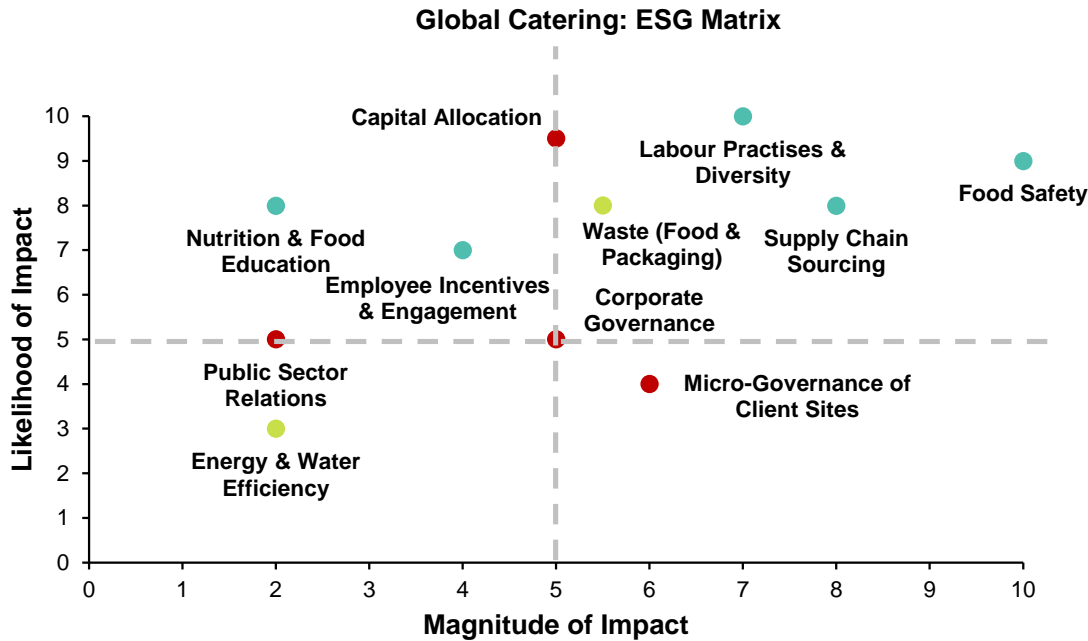 Global Catering: ESG Matrix
Likelihood of Impact
10
9
8
7
6
5
4
3
2
1
0
Capital Allocation
Labour Practises &
Diversity
Food Safety
Nutrition & Food
Education
Waste (Food &
Packaging)
Supply Chain
Sourcing
Employee Incentives
& Engagement
Corporate
Governance
Public Sector
Relations
Micro-Governance of
Client Sites
Energy & Water
Efficiency
0 1 2 3 4 5 6 7 8 9 10
Magnitude of Impact